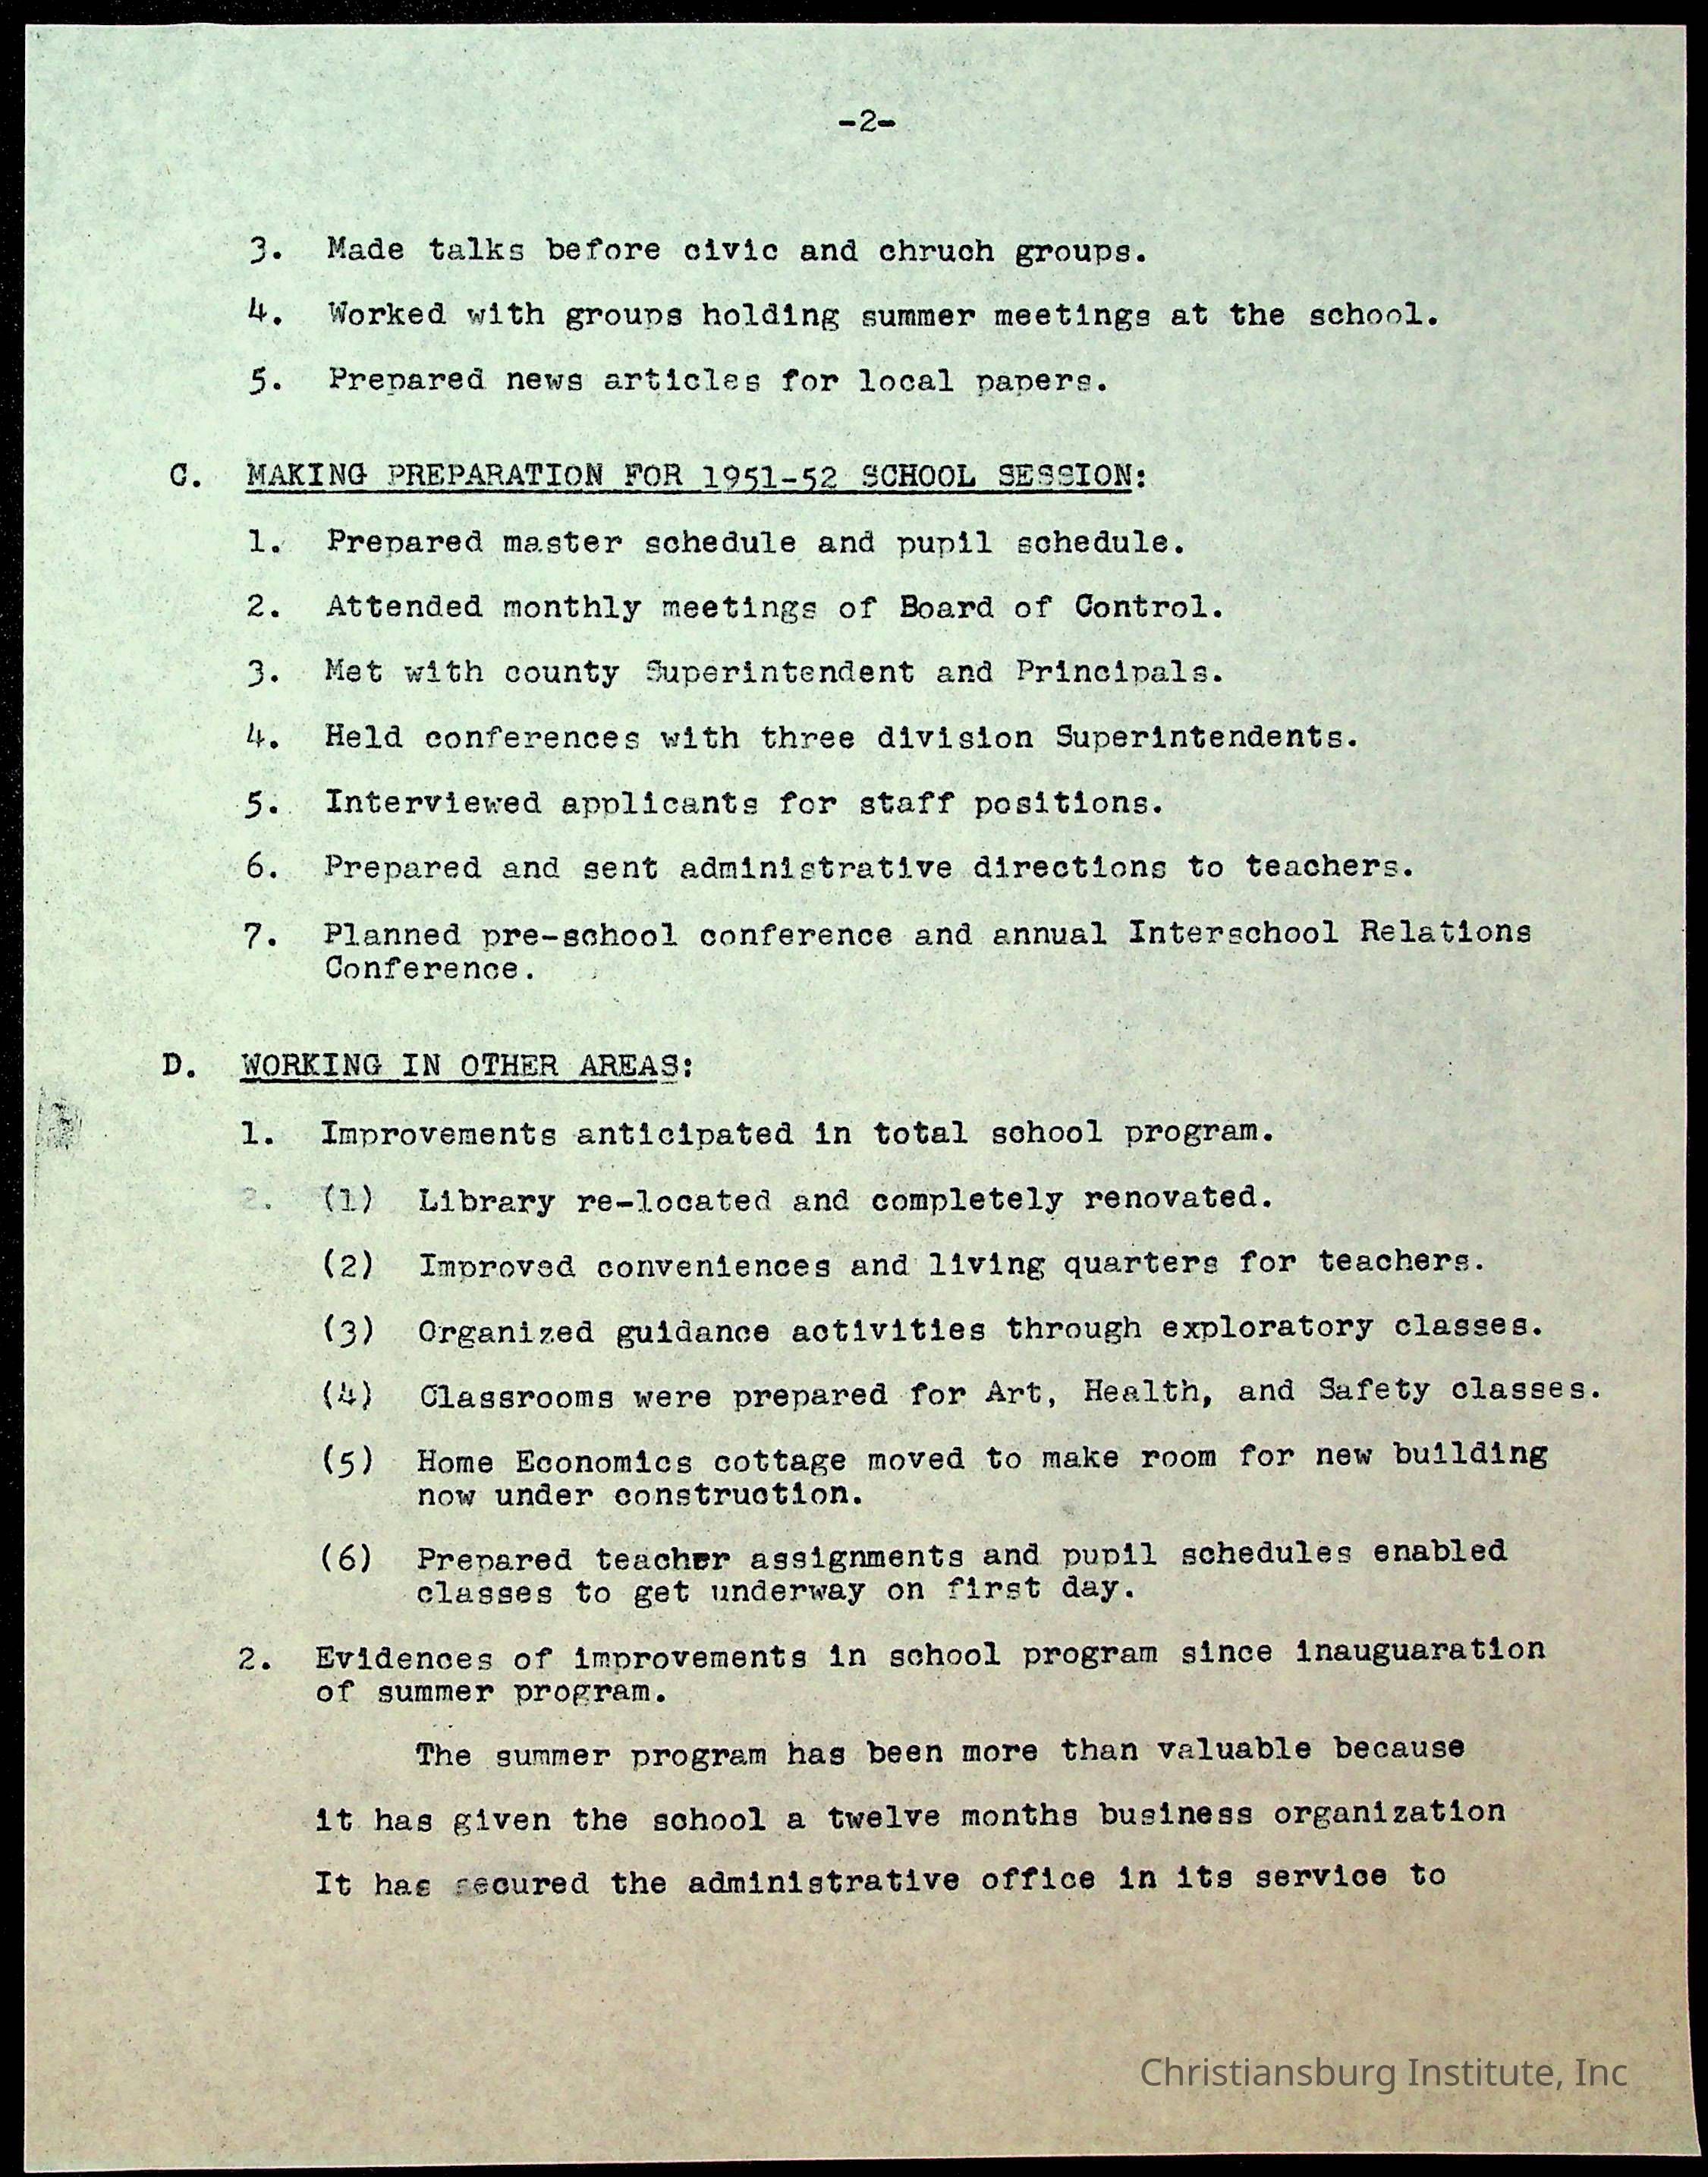 -2-
3. Made talks before civic and chruch groups.
4. Worked with groups holding summer meetings at the school.
5. Prepared news articles for local papers.
C. MAKING PREPARATION FOR 1951-52 SCHOOL SESSION:
1. Prepared master schedule and pupil schedule.
2. Attended monthly meetings of Board of Control.
3. Met with county Superintendent and Principals.
4. Held conferences with three division Superintendents.
5. Interviewed applicants for staff positions.
6. Prepared and sent administrative directions to teachers.
7. Planned pre-school conference and annual Interschool Relations
Conference.
D. WORKING IN OTHER AREAS:
1. Improvements anticipated in total school program.
2. (1) Library re-located and completely renovated.
(2) Improved conveniences and living quarters for teachers.
(3) Organized guidance activities through exploratory classes.
(4) Classrooms were prepared for Art, Health, and Safety classes.
(5) Home Economics cottage moved to make room for new building
now under construction.
(6) Prepared teacher assignments and pupil schedules enabled
classes to get underway on first day.
2. Evidences of improvements in school program since inauguaration
of summer program.
The summer program has been more than valuable because
it has given the school a twelve months business organization
It has secured the administrative office in its service to
Christiansburg Institute, Inc